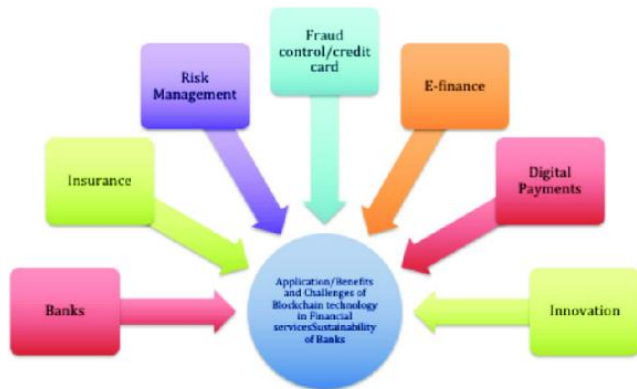 Fraud
control/credit
card
Risk
Management
E-finance
Insurance
Digital
Payments
Application/Benefits
and Challenges of
Blockchain technology
in Financial
servicesSustainability
of Banks
Banks
Innovation